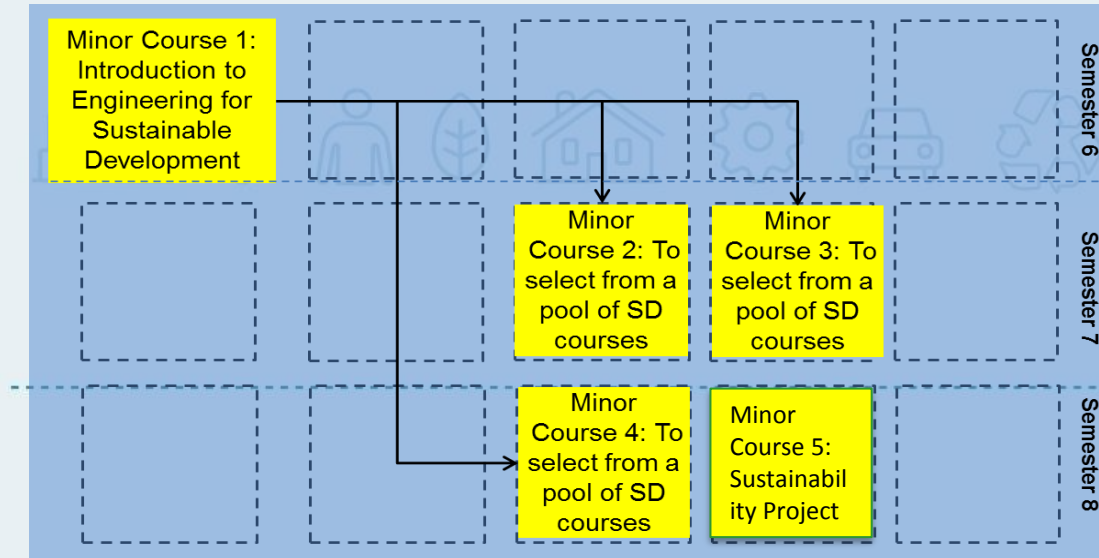 Minor Course 1:
Introduction to
Engineering for
Sustainable
Development
Semester 6
Minor
Course 2: To
select from a
pool of SD
courses
Minor
Course 3: To
select from a
pool of SD
courses
Semester 7
Minor
Course 4: To
select from a
pool of SD
courses
Minor
Course 5:
Sustainabil
ity Project
Semester 8